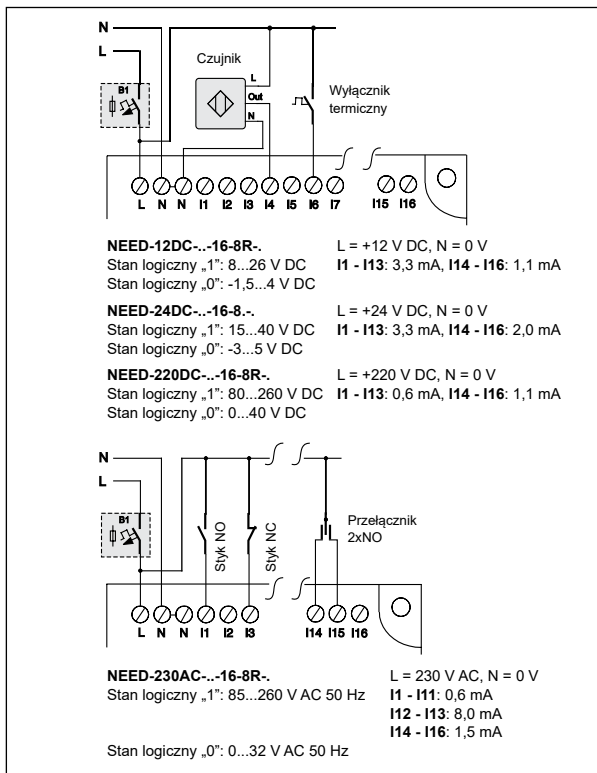 N
L
B1
Czujnik
L
Out
N
Wyłącznik
termiczny
L N N I1 I2 I3 I4 I5 I6 I7 I15 I16
NEED-12DC-..-16-8R-. L = +12 V DC, N = 0 V
Stan logiczny „1”: 8...26 V DC I1 - I13: 3,3 mA, I14 - I16: 1,1 mA
Stan logiczny „0”: -1,5...4 V DC
NEED-24DC-..-16-8.-. L = +24 V DC, N = 0 V
Stan logiczny „1”: 15...40 V DC I1 - I13: 3,3 mA, I14 - I16: 2,0 mA
Stan logiczny „0”: -3...5 V DC
NEED-220DC-..-16-8R-. L = +220 V DC, N = 0 V
Stan logiczny „1”: 80...260 V DC I1 - I13: 0,6 mA, I14 - I16: 1,1 mA
Stan logiczny „0”: 0...40 V DC
N
L
B1
Styk NO
Styk NC
Przełącznik
2xNO
L N N I1 I2 I3 I14 I15 I16
NEED-230AC-..-16-8R-. L = 230 V AC, N = 0 V
Stan logiczny „1”: 85...260 V AC 50 Hz I1 - I11: 0,6 mA
I12 - I13: 8,0 mA
I14 - I16: 1,5 mA
Stan logiczny „0”: 0...32 V AC 50 Hz